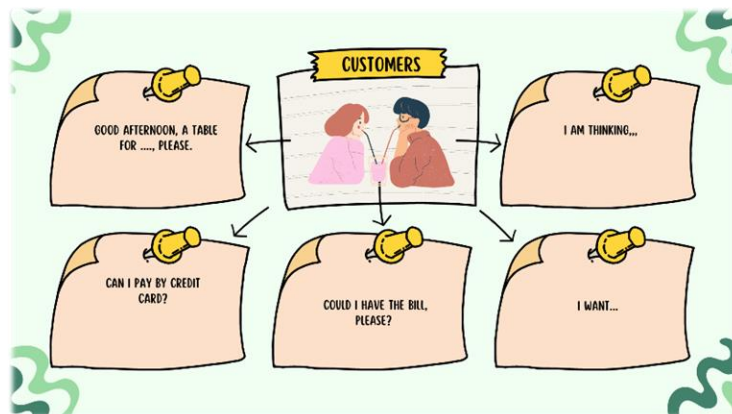 CUSTOMERS
GOOD AFTERNOON, A TABLE
FOR ...., PLEASE.
I AM THINKING,,,
CAN I PAY BY CREDIT
CARD?
COULD I HAVE THE BILL,
PLEASE?
I WANT...